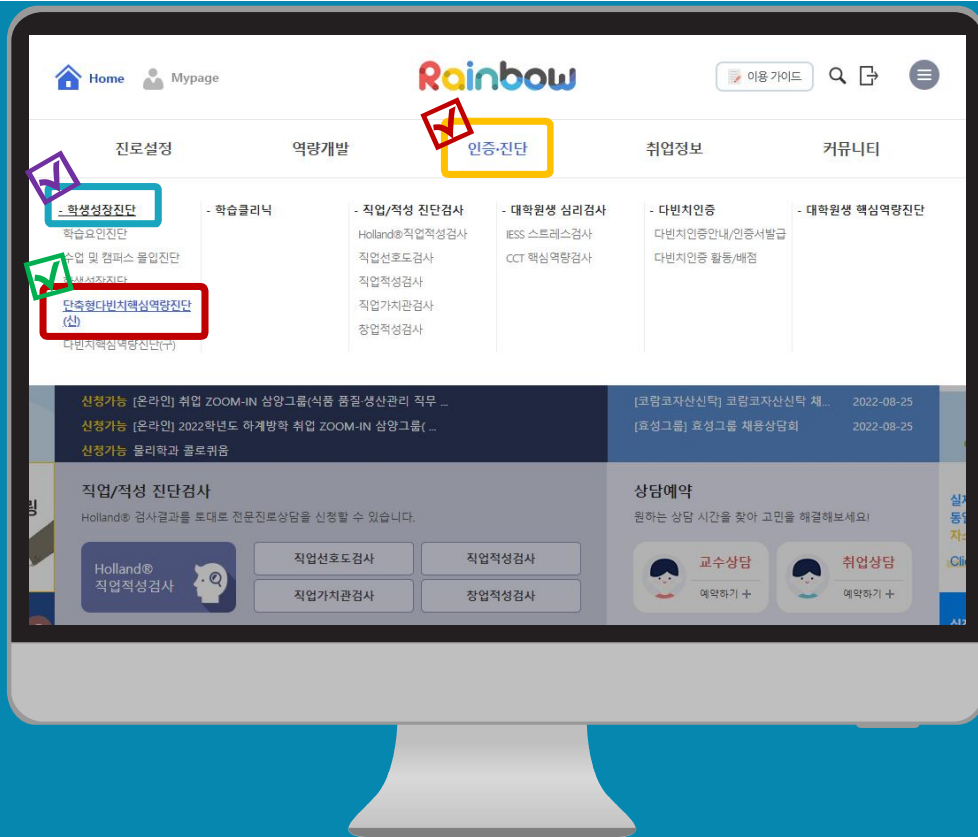 Home
Mypage
Rainbow
이용 가이드
진로설정
역량개발
인증·진단
취업정보
커뮤니티
- 학생성장진단
학습요인진단
수업 및 캠퍼스 몰입진단
학생성장진단
단축형다빈치핵심역량진단
(신)
다빈치핵심역량진단(구)
- 학습클리닉
- 직업/적성 진단검사
Holland®직업적성검사
직업선호도검사
직업적성검사
직업가치관검사
창업적성검사
- 대학원생 심리검사
IESS 스트레스검사
CCT 핵심역량검사
- 다빈치인증
다빈치인증안내/인증서발급
다빈치인증 활동/배점
- 대학원생 핵심역량진단
신청가능 [온라인] 취업 ZOOM-IN 삼양그룹(식품 품질·생산관리 직무 ...
신청가능 [온라인] 2022학년도 하계방학 취업 ZOOM-IN 삼양그룹( ...
신청가능 물리학과 콜로퀴움
[코람코자산신탁] 코람코자산신탁 채... 2022-08-25
[효성그룹] 효성그룹 채용상담회 2022-08-25
직업/적성 진단검사
Holland® 검사결과를 토대로 전문진로상담을 신청할 수 있습니다.
Holland®
직업적성검사
직업선호도검사
직업적성검사
직업가치관검사
창업적성검사
상담예약
원하는 상담 시간을 찾아 고민을 해결해보세요!
교수상담
예약하기 +
취업상담
예약하기 +
링